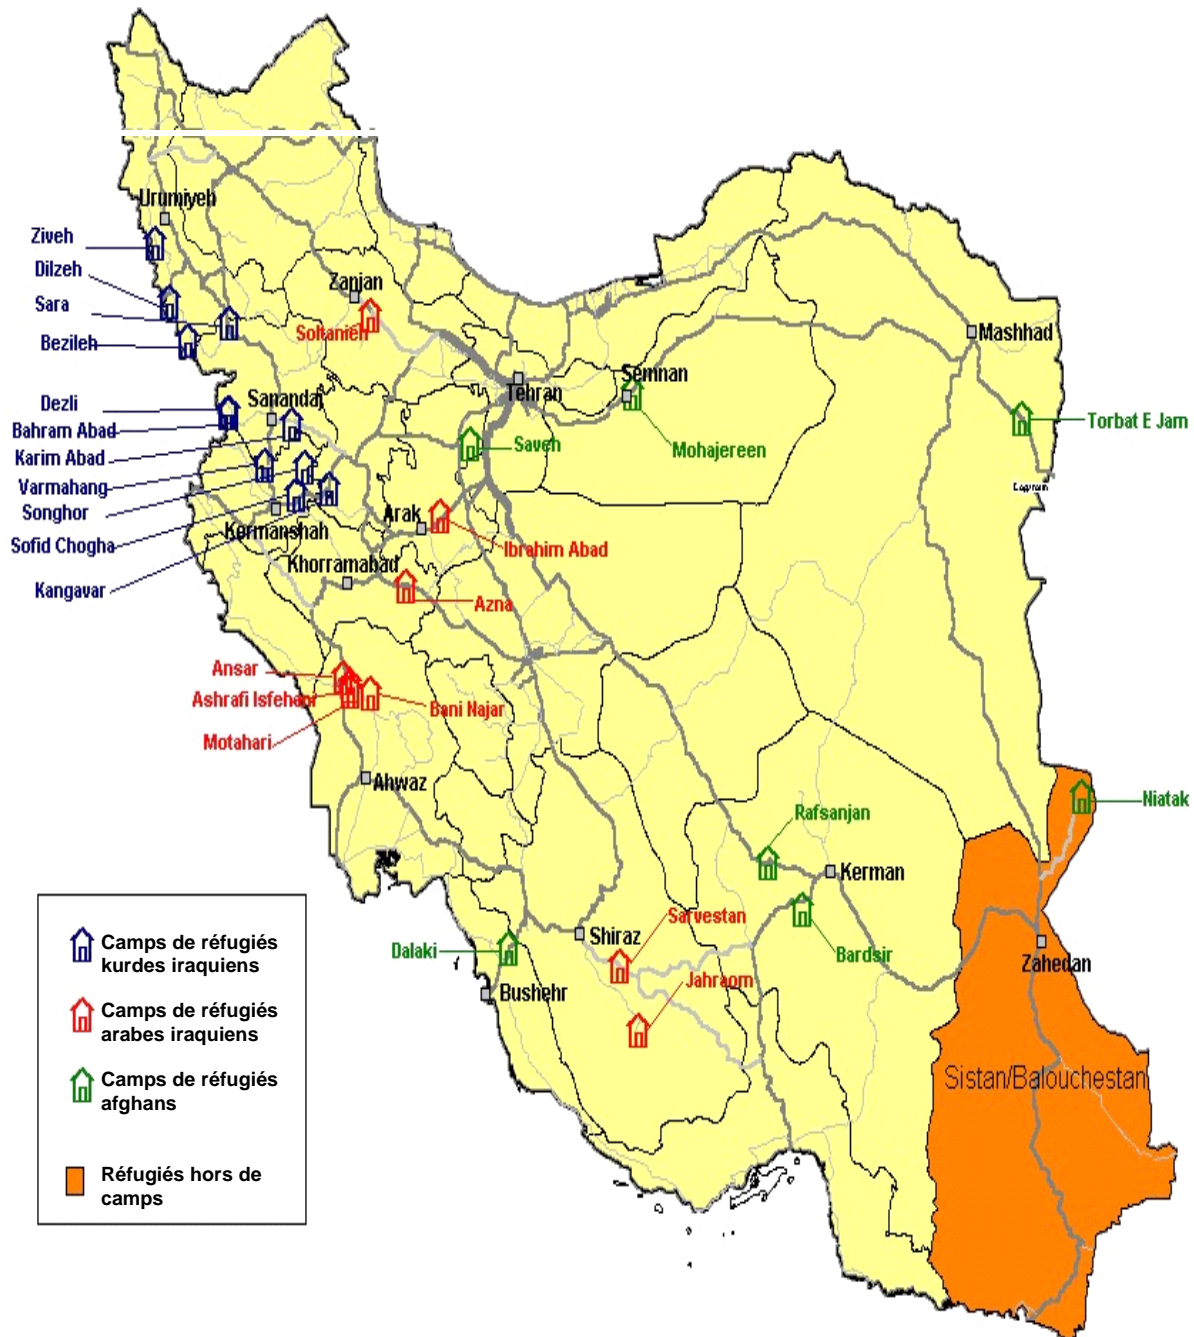 Urumiyeh
Ziveh
Dilzeh
Zanjan
Sara
Soltanieh
Mashhad
Bezileh
Semnan
Tehran
Sanandaj
Dezli
Torbat E Jam
Bahram Abad
Saveh
Mohajereen
Karim Abad
Varmahang
Songhor
Arak
Kermanshah
Sofid Chogha
Ibrahim Abad
Khorramabad
Kangavar
Azna
Ansar
Ashrafi Isfehani
Bani Najar
Motahari
Ahwaz
Niatak
Rafsanjan
Kerman
Sarvestan
Shiraz
Dalaki
Bardsir
Zahedan
Jahraom
Bushehr
Sistan/Balouchestan
Camps de réfugiés
kurdes iraquiens
Camps de réfugiés
arabes iraquiens
Camps de réfugiés
afghans
Réfugiés hors de
camps